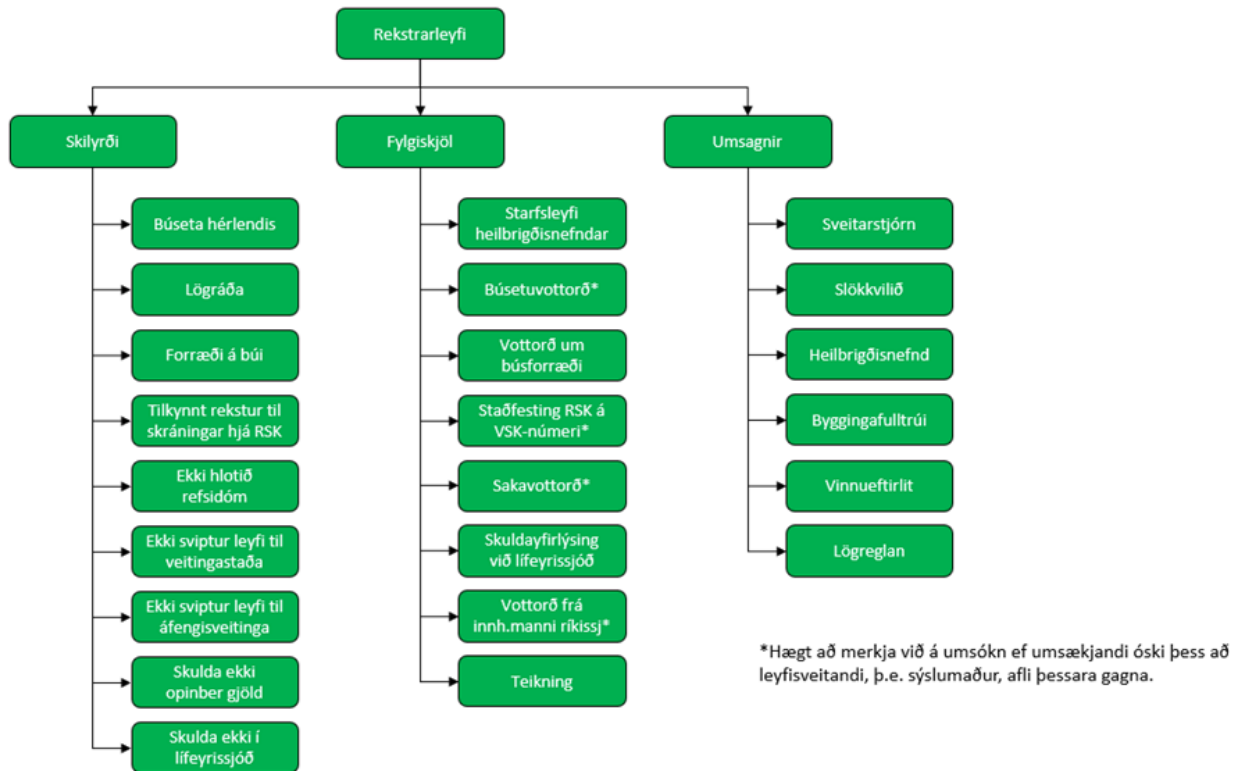 Rekstrarleyfi
Skilyrði
Fylgiskjöl
Umsagnir
Búseta hérlendis
Lögráða
Forræði á búi
Tilkynnt rekstur til
skráningar hjá RSK
Ekki hlotið
refsidóm
Ekki sviptur leyfi til
veitingastaða
Ekki sviptur leyfi til
áfengisveitinga
Skulda ekki
opinber gjöld
Skulda ekki í
lífeyrissjóð
Starfsleyfi
heilbrigðisnefndar
Búsetuvottorð*
Vottorð um
búsforræði
Staðfesting RSK á
VSK-númeri*
Sakavottorð*
Skuldayfirlýsing
við lífeyrissjóð
Vottorð frá
innh.manni ríkissj*
Teikning
Sveitarstjórn
Slökkvilið
Heilbrigðisnefnd
Byggingafulltrúi
Vinnueftirlit
Lögreglan
*Hægt að merkja við á umsókn ef umsækjandi óski þess að
leyfisveitandi, þ.e. sýslumaður, afli þessara gagna.